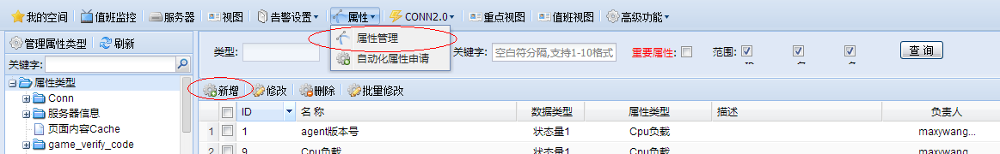 我的空间 值班监控 服务器 视图 告警设置 属性 CONN2.0 重点视图 值班视图 高级功能
属性管理
自动化属性申请
管理属性类型 刷新
关键字:
属性类型
Conn
服务器信息
页面内容Cache
game_verify_code
类型: 关键字: 空白符分隔,支持1-10格式 重要属性: 范围: 查 询
新增 修改 删除 批量修改
ID 名 称 数据类型 属性类型 描述 负责人
1 1 agent版本号 状态量1 Cpu负载 maxywang...
2 9 Cpu负载 状态量1 Cpu负载 maxywang...